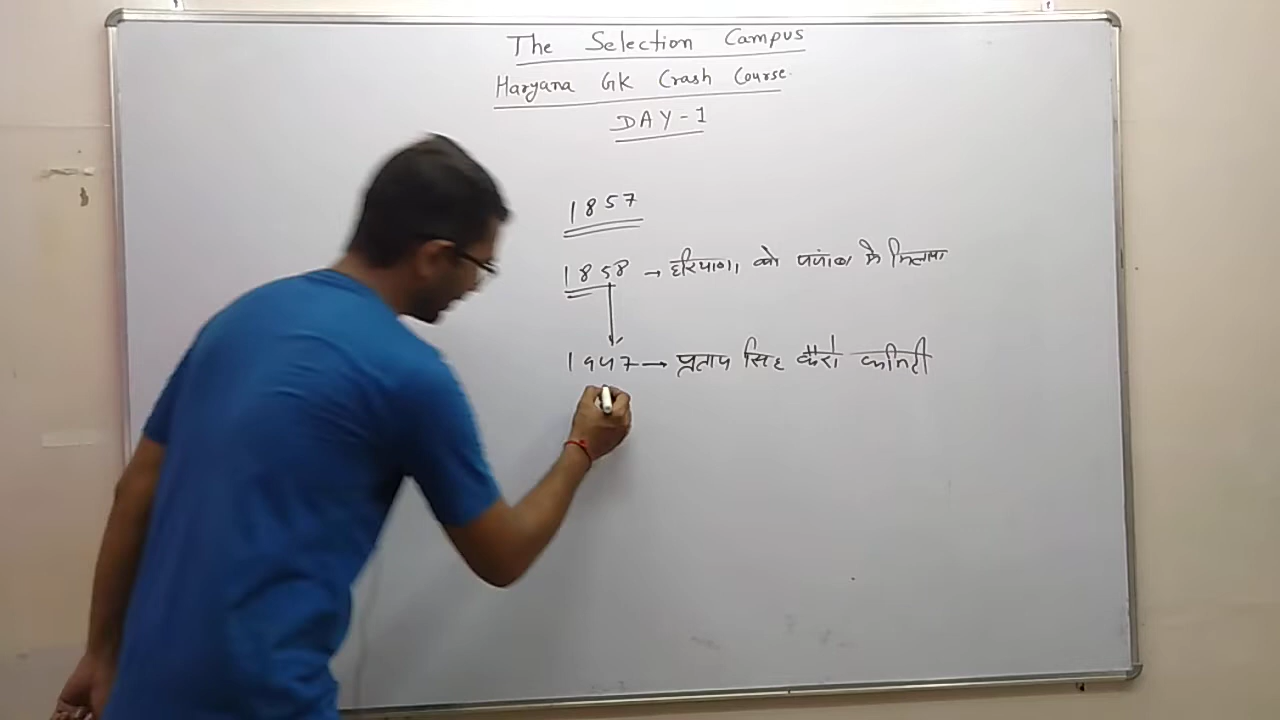 The Selection Campus
Haryana GK Crash Course.
DAY-1
1857
1858 → हरियाणा को पंजाब मे मिलाया
1947 → प्रताप सिंह कैरो कमिटी